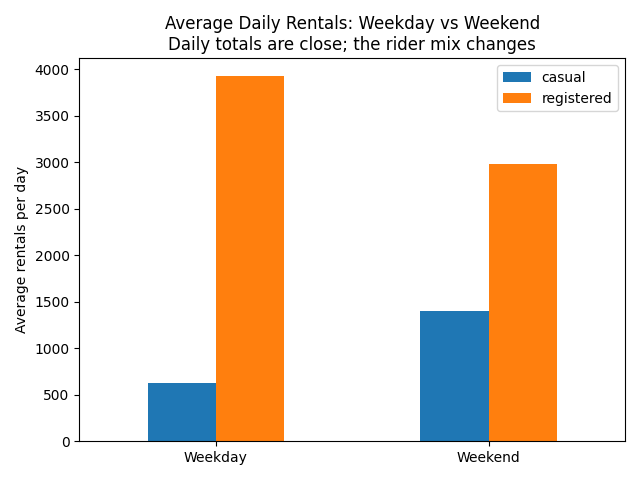 Average Daily Rentals: Weekday vs Weekend
Daily totals are close; the rider mix changes
casual
registered
Average rentals per day
4000
3500
3000
2500
2000
1500
1000
500
0
Weekday
Weekend